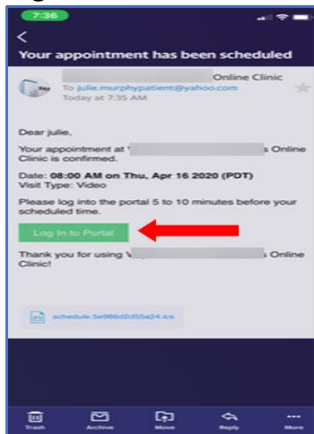 7:36
Your appointment has been scheduled
Online Clinic
To julie.murphypatient@yahoo.com
Today at 7:35 AM
Dear julie,
Your appointment at s Online
Clinic is confirmed.
Date: 08:00 AM on Thu, Apr 16 2020 (PDT)
Visit Type: Video
Please log into the portal 5 to 10 minutes before your
scheduled time.
Log In to Portal
Thank you for using s Online
Clinic!
Trash Archive Move Reply More